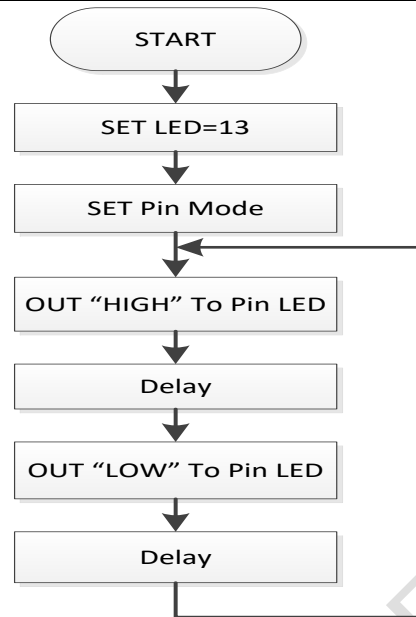 START
SET LED=13
SET Pin Mode
OUT “HIGH” To Pin LED
Delay
OUT “LOW” To Pin LED
Delay